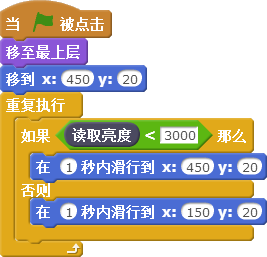 当 被点击
移至最上层
移到 x: 450 y: 20
重复执行
如果 读取亮度 < 3000 那么
在 1 秒内滑行到 x: 450 y: 20
否则
在 1 秒内滑行到 x: 150 y: 20